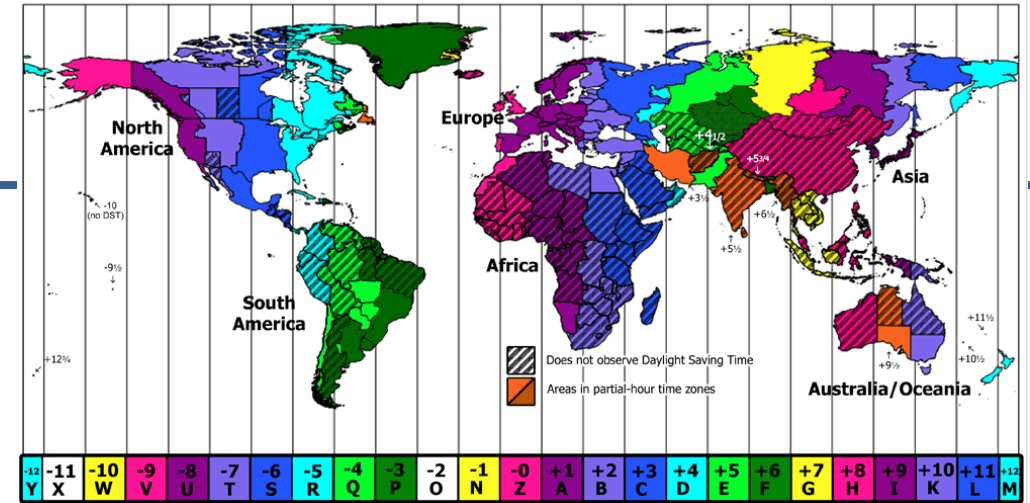 North
America
Europe
+4 1/2
+5 3/4
Asia
-10
(no DST)
+3½
+6½
+5½
-9½
Africa
South
America
+11½
+12¾
+10½
+9½
Does not observe Daylight Saving Time
Areas in partial-hour time zones
Australia/Oceania
-12 -11 -10 -9 -8 -7 -6 -5 -4 -3 -2 -1 -0 +1 +2 +3 +4 +5 +6 +7 +8 +9 +10 +11 +12
Y X W V U T S R Q P O N Z A B C D E F G H I K L M